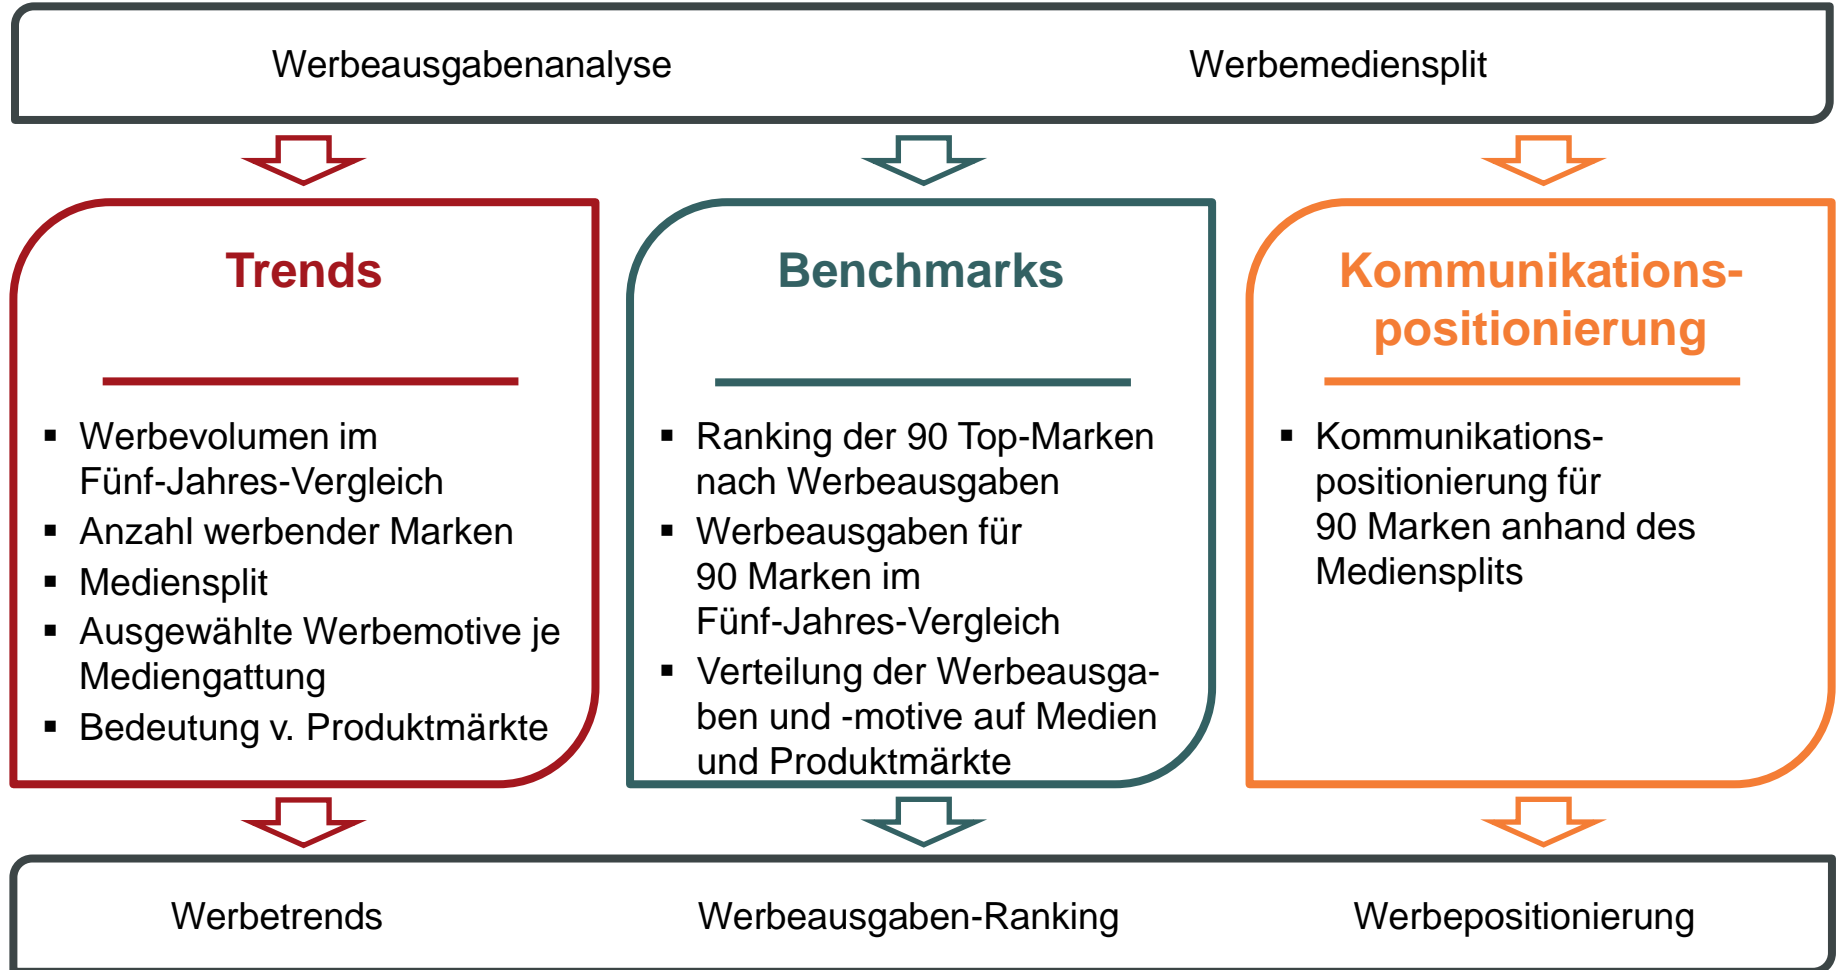 Werbeausgabenanalyse
Werbemediensplit
Trends
▪ Werbevolumen im
Fünf-Jahres-Vergleich
▪ Anzahl werbender Marken
▪ Mediensplit
▪ Ausgewählte Werbemotive je
Mediengattung
▪ Bedeutung v. Produktmärkte
Benchmarks
▪ Ranking der 90 Top-Marken
nach Werbeausgaben
▪ Werbeausgaben für
90 Marken im
Fünf-Jahres-Vergleich
▪ Verteilung der Werbeausga-
ben und -motive auf Medien
und Produktmärkte
Kommunikations-
positionierung
▪ Kommunikations-
positionierung für
90 Marken anhand des
Mediensplits
Werbetrends
Werbeausgaben-Ranking
Werbepositionierung